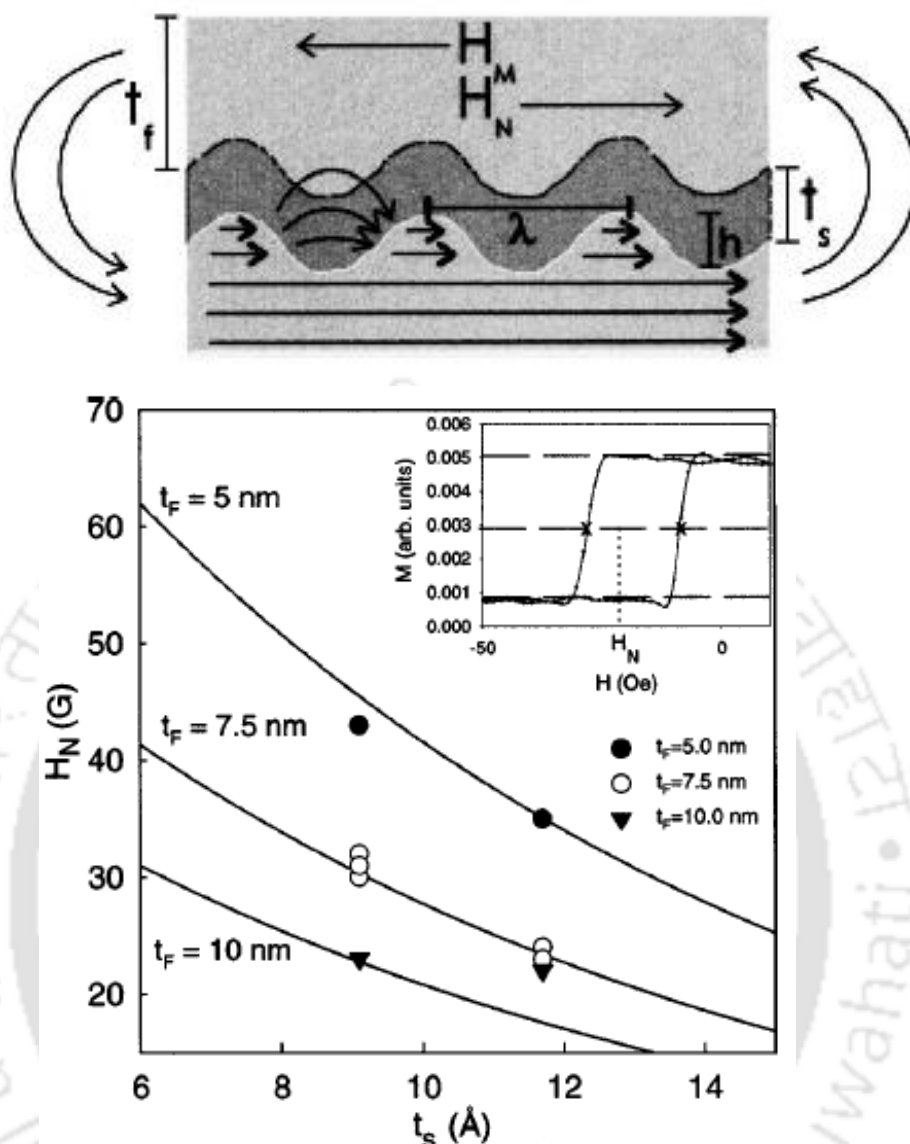 H_M
H_N
t_f
λ
h
t_s
70
60
50
40
30
20
H_N (G)
t_F = 5 nm
t_F = 7.5 nm
t_F = 10 nm
0.006
0.005
0.004
0.003
0.002
0.001
0.000
M (arb. units)
-50 H_N 0
H (Oe)
● t_F=5.0 nm
○ t_F=7.5 nm
▼ t_F=10.0 nm
6 8 10 12 14
t_s (Å)
wahati